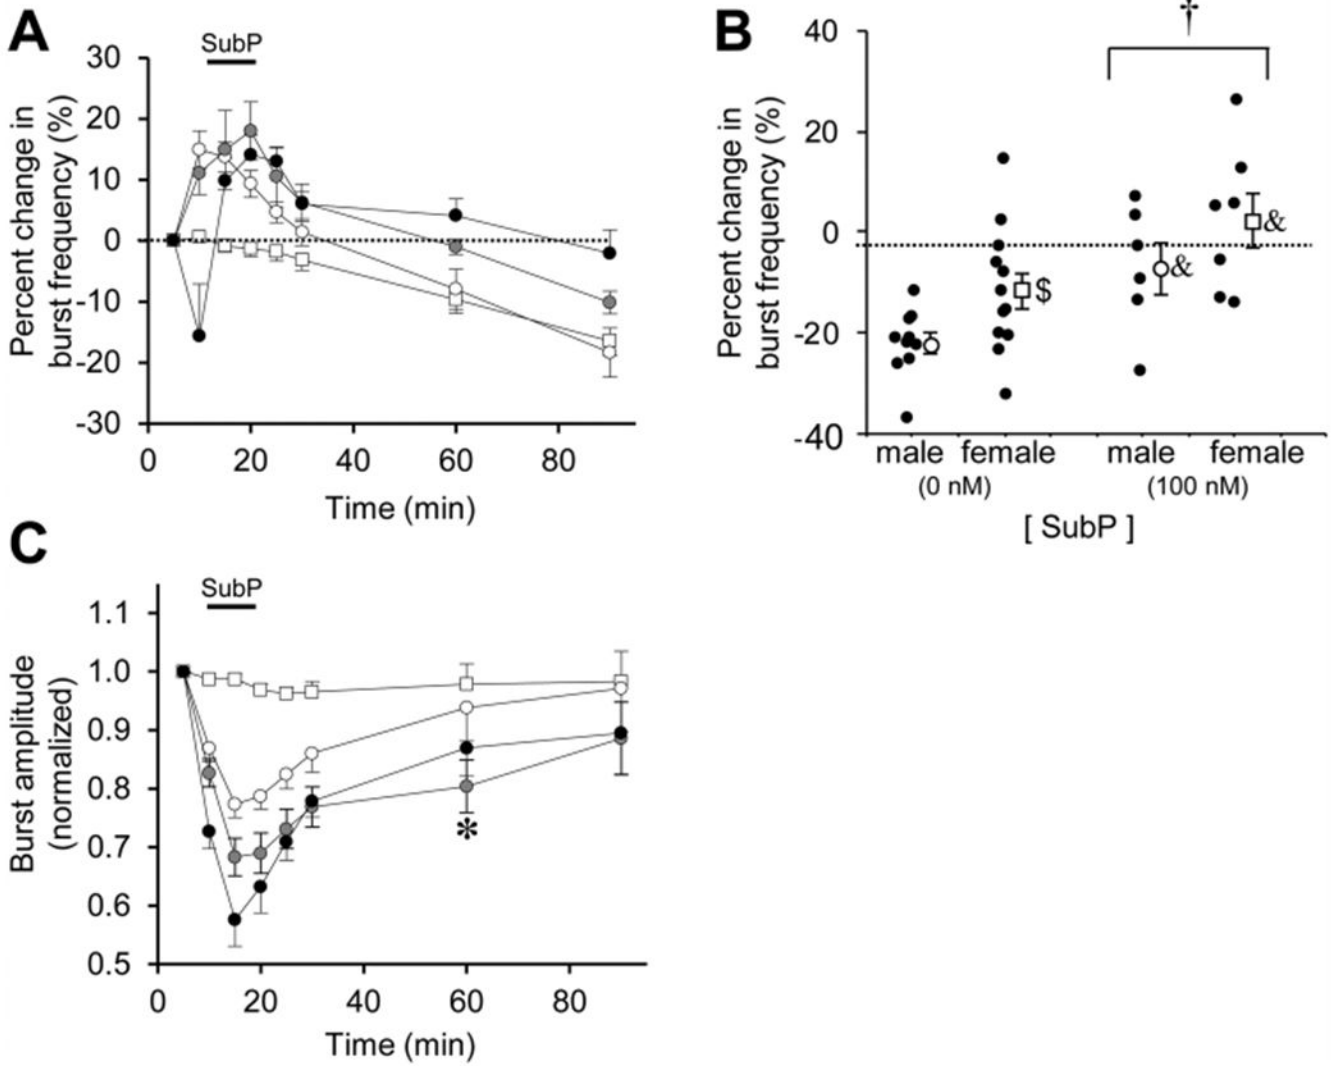 A
SubP
30
20
10
0
-10
-20
-30
Percent change in
burst frequency (%)
0 20 40 60 80
Time (min)
B
†
40
20
0
-20
-40
Percent change in
burst frequency (%)
$
&
&
male female male female
(0 nM) (100 nM)
[ SubP ]
C
SubP
1.1
1.0
0.9
0.8
0.7
0.6
0.5
Burst amplitude
(normalized)
*
0 20 40 60 80
Time (min)